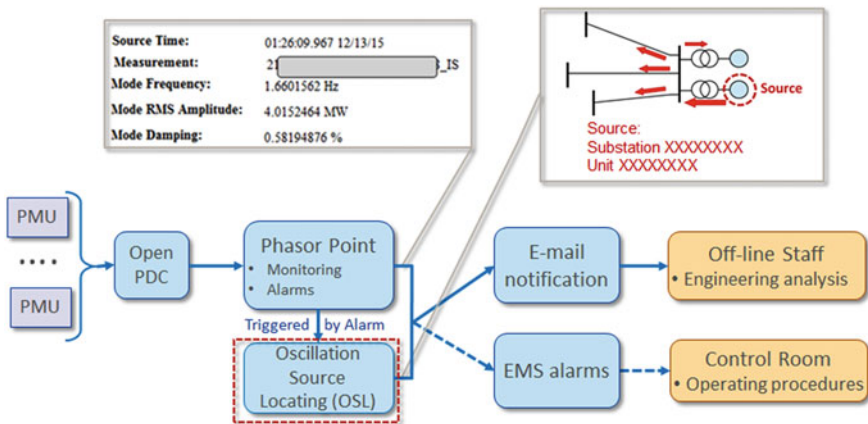 Source Time: 01:26:09.967 12/13/15
Measurement: 21 _IS
Mode Frequency: 1.6601562 Hz
Mode RMS Amplitude: 4.0152464 MW
Mode Damping: 0.58194876 %
Source
Source:
Substation XXXXXXXX
Unit XXXXXXXX
PMU
....
PMU
Open
PDC
Phasor Point
• Monitoring
• Alarms
Triggered by Alarm
Oscillation
Source
Locating (OSL)
E-mail
notification
EMS alarms
Off-line Staff
• Engineering analysis
Control Room
• Operating procedures